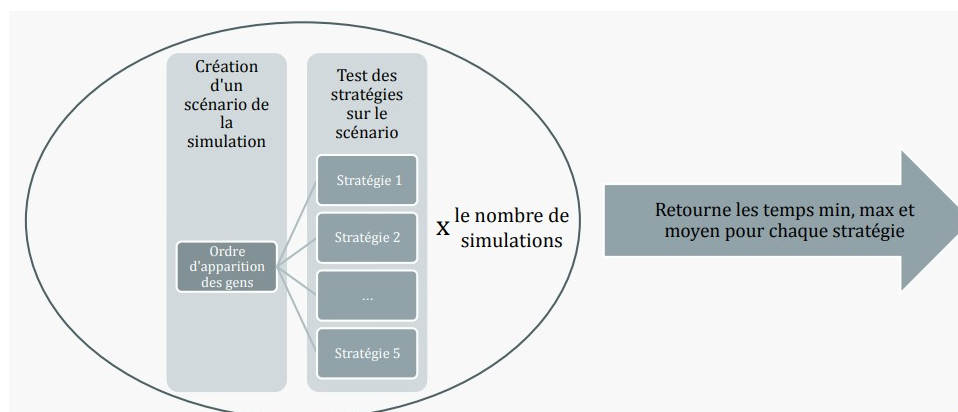 Création
d'un
scénario de
la
simulation
Ordre
d'apparition
des gens
Test des
stratégies
sur le
scénario
Stratégie 1
Stratégie 2
...
Stratégie 5
x le nombre de
simulations
Retourne les temps min, max et
moyen pour chaque stratégie